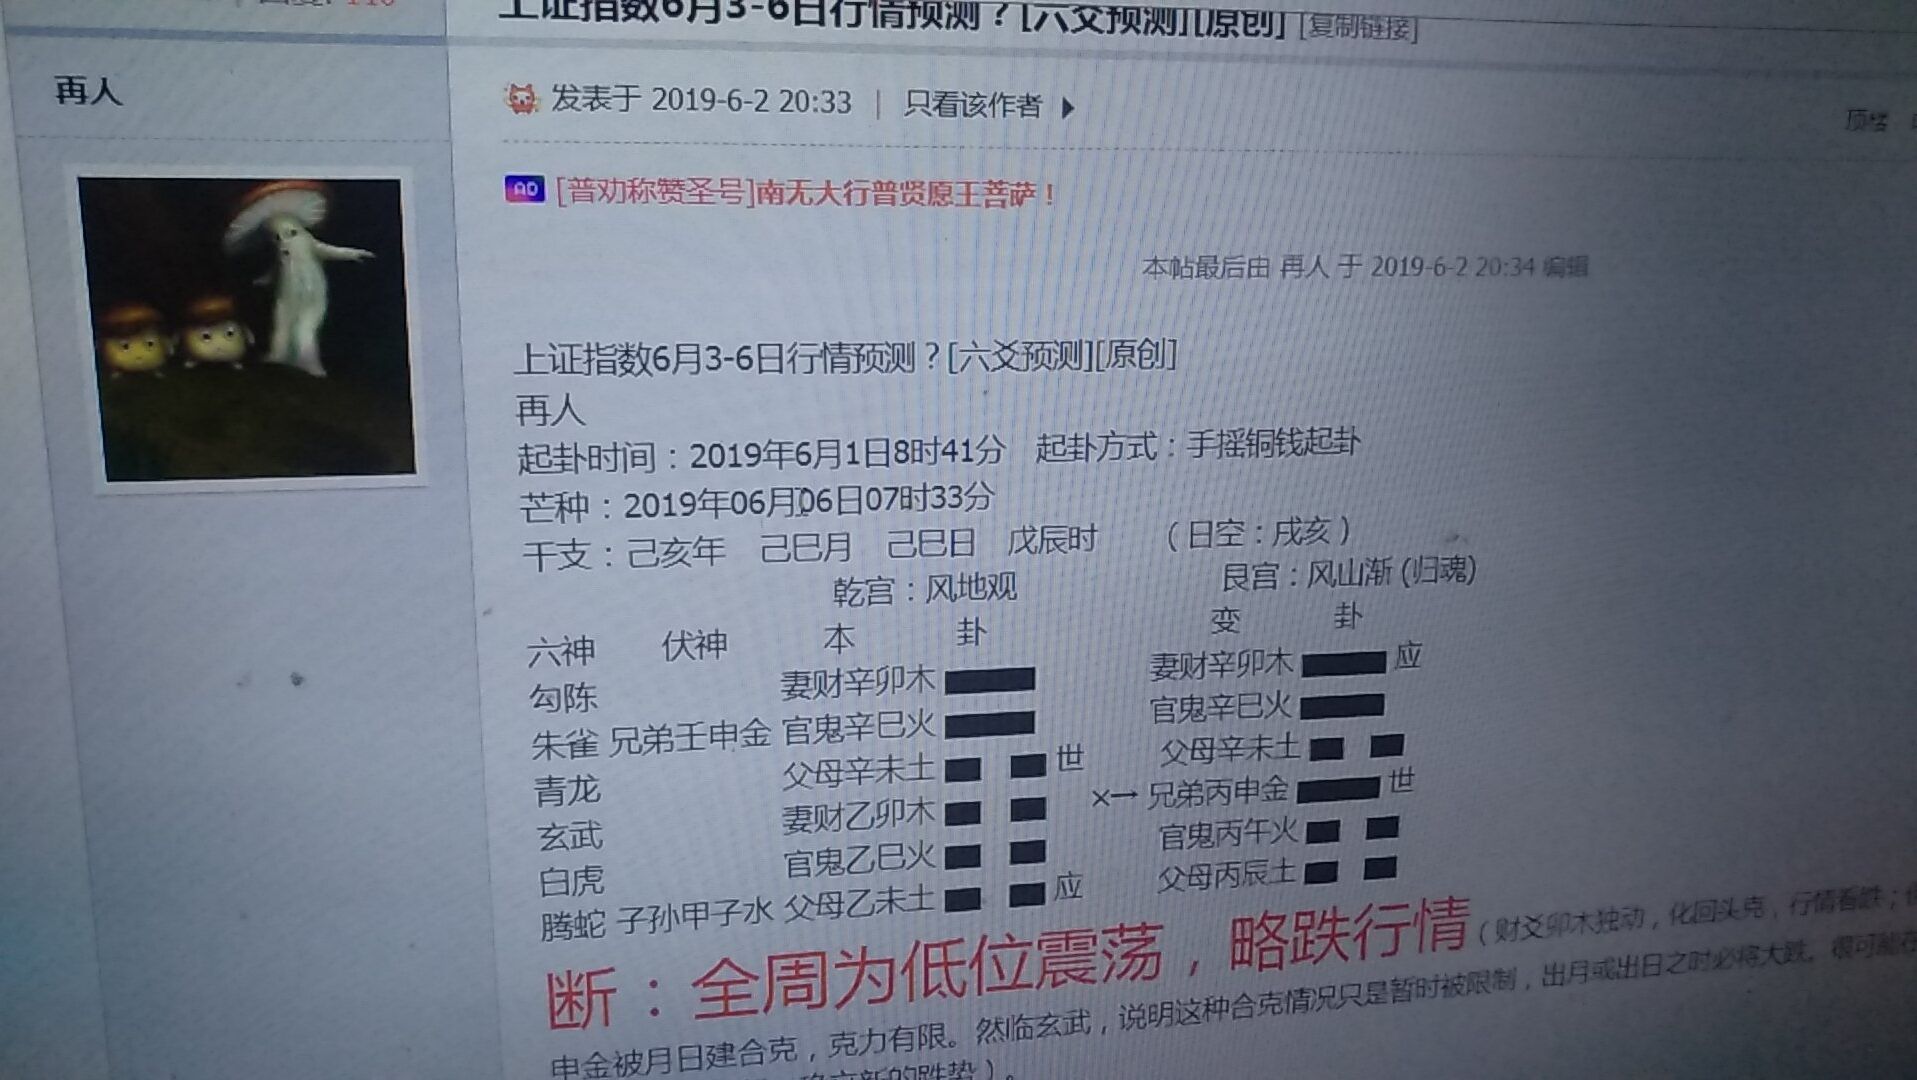 上证指数6月3-6日行情预测？[六爻预测][原创] [复制链接]
再人
发表于 2019-6-2 20:33 | 只看该作者
顶楼
AD [普劝称赞圣号]南无大行普贤愿王菩萨！
本帖最后由 再人 于 2019-6-2 20:34 编辑
上证指数6月3-6日行情预测？[六爻预测][原创]
再人
起卦时间：2019年6月1日8时41分 起卦方式：手摇铜钱起卦
芒种：2019年06月06日07时33分
干支：己亥年 己巳月 己巳日 戊辰时 （日空：戌亥）
乾宫：风地观 艮宫：风山渐 (归魂)
六神 伏神 本 卦 变 卦
勾陈 妻财辛卯木 妻财辛卯木 应
朱雀 兄弟壬申金 官鬼辛巳火 官鬼辛巳火
青龙 父母辛未土 世 父母辛未土
玄武 妻财乙卯木 ×→ 兄弟丙申金 世
白虎 官鬼乙巳火 官鬼丙午火
腾蛇 子孙甲子水 父母乙未土 应 父母丙辰土
断：全周为低位震荡，略跌行情（财爻卯木独动，化回头克，行情看跌；
申金被月日建合克，克力有限。然临玄武，说明这种合克情况只是暂时被限制，出月或出日之时必将大跌。很可能在
新的跌势）。